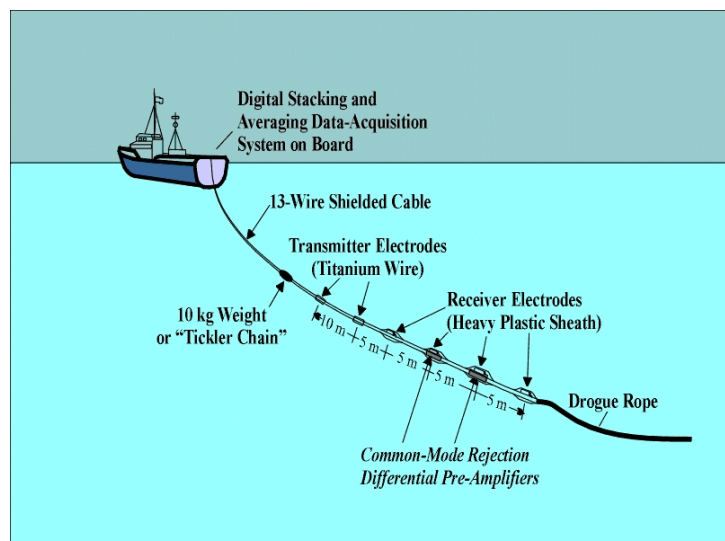 Digital Stacking and
Averaging Data-Acquisition
System on Board
13-Wire Shielded Cable
Transmitter Electrodes
(Titanium Wire)
10 kg Weight
or “Tickler Chain”
Receiver Electrodes
(Heavy Plastic Sheath)
10 m
5 m
5 m
5 m
5 m
Drogue Rope
Common-Mode Rejection
Differential Pre-Amplifiers